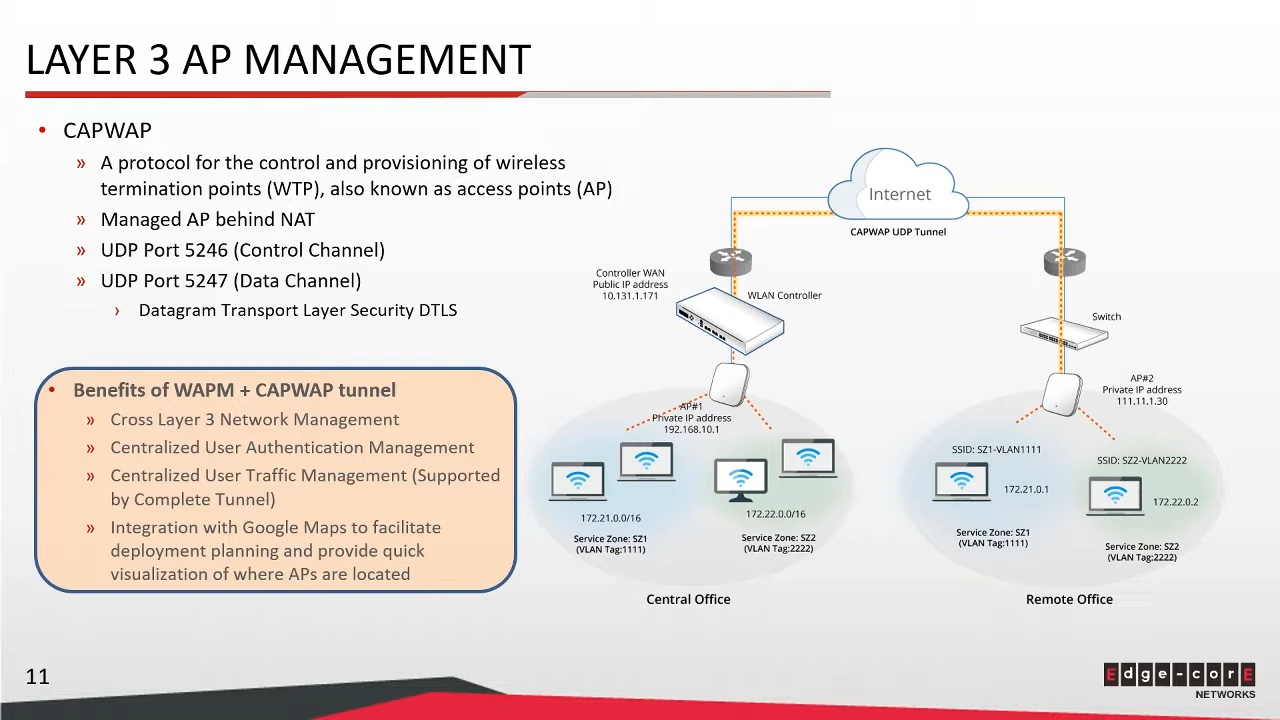 LAYER 3 AP MANAGEMENT
• CAPWAP
» A protocol for the control and provisioning of wireless
termination points (WTP), also known as access points (AP)
» Managed AP behind NAT
» UDP Port 5246 (Control Channel)
» UDP Port 5247 (Data Channel)
› Datagram Transport Layer Security DTLS
• Benefits of WAPM + CAPWAP tunnel
» Cross Layer 3 Network Management
» Centralized User Authentication Management
» Centralized User Traffic Management (Supported
by Complete Tunnel)
» Integration with Google Maps to facilitate
deployment planning and provide quick
visualization of where APs are located
Internet
CAPWAP UDP Tunnel
Controller WAN
Public IP address
10.131.1.171
WLAN Controller
Switch
AP#1
Private IP address
192.168.10.1
AP#2
Private IP address
111.11.1.30
172.21.0.0/16
Service Zone: SZ1
(VLAN Tag:1111)
172.22.0.0/16
Service Zone: SZ2
(VLAN Tag:2222)
Central Office
SSID: SZ1-VLAN1111
172.21.0.1
Service Zone: SZ1
(VLAN Tag:1111)
SSID: SZ2-VLAN2222
172.22.0.2
Service Zone: SZ2
(VLAN Tag:2222)
Remote Office
11
Edge-corE
NETWORKS